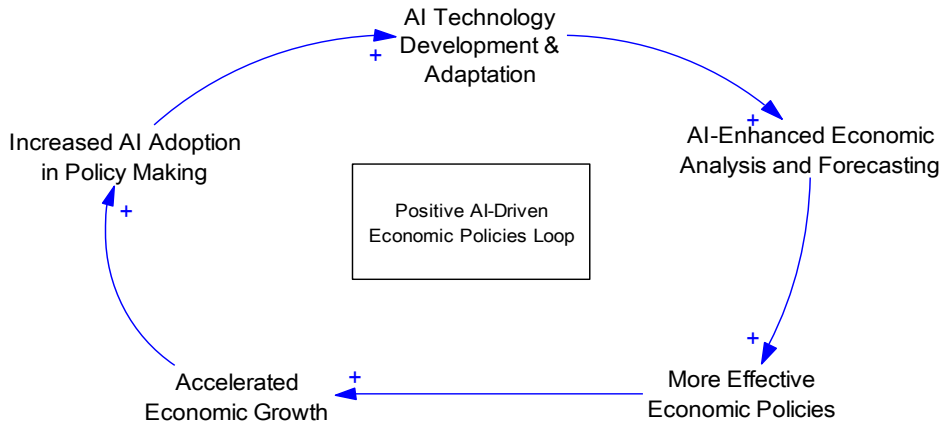 AI Technology
Development &
Adaptation
+
+
AI-Enhanced Economic
Analysis and Forecasting
Increased AI Adoption
in Policy Making
+
Positive AI-Driven
Economic Policies Loop
+
More Effective
Economic Policies
+
Accelerated
Economic Growth